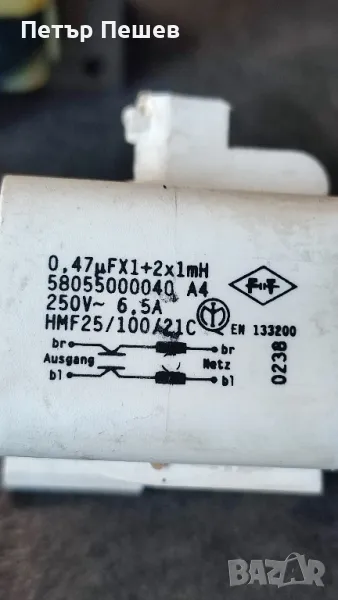 Петър Пешев
0,47µFX1+2x1mH
58055000040 A4
250V~ 6.5A
HMF25/100/21C
EN 133200
0238
br
br
Ausgang
Netz
bl
bl
BAZAR